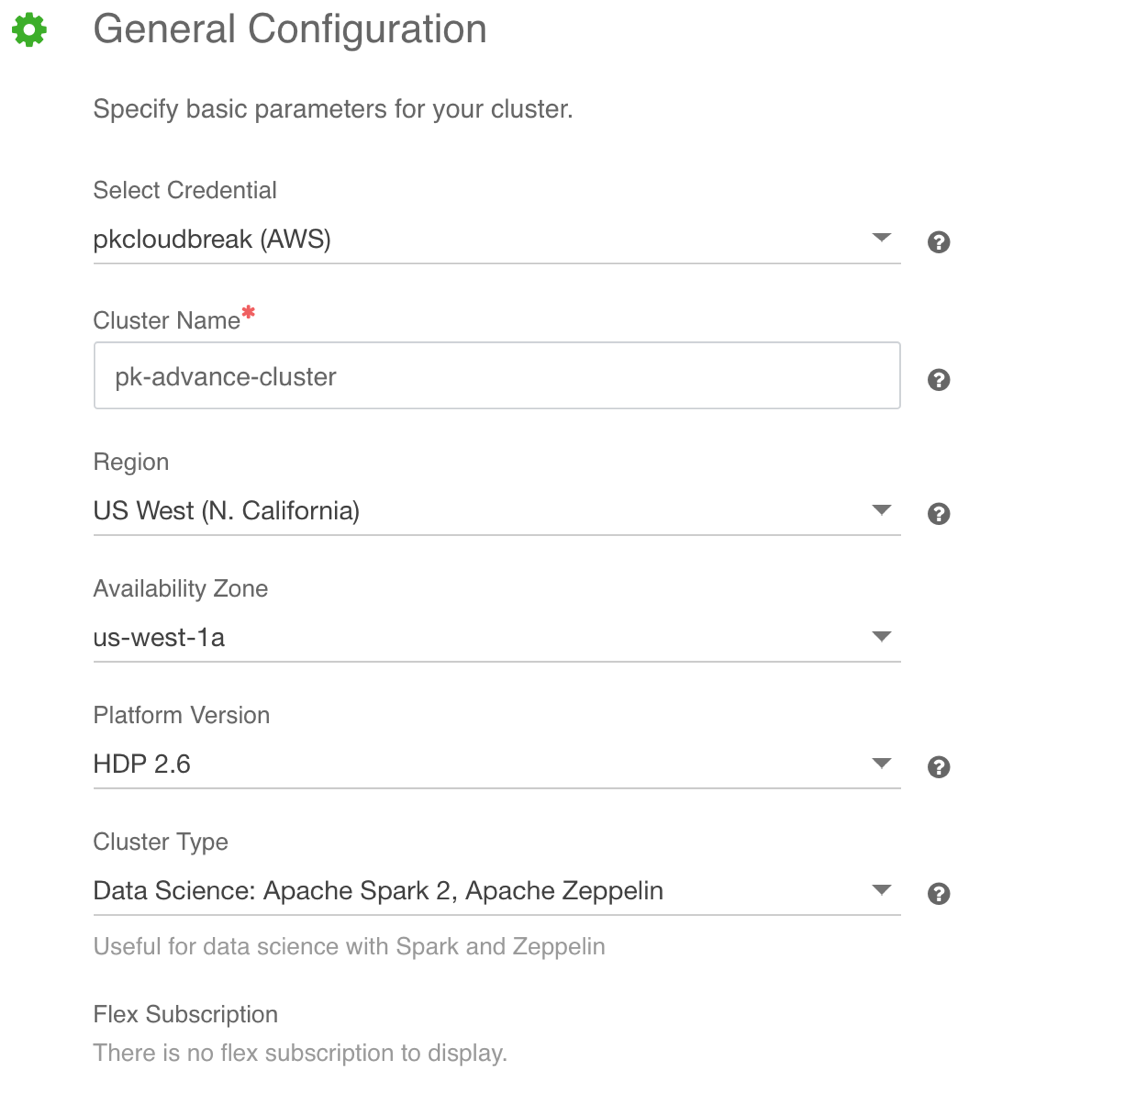 General Configuration
Specify basic parameters for your cluster.
Select Credential
pkcloudbreak (AWS)
Cluster Name*
pk-advance-cluster
Region
US West (N. California)
Availability Zone
us-west-1a
Platform Version
HDP 2.6
Cluster Type
Data Science: Apache Spark 2, Apache Zeppelin
Useful for data science with Spark and Zeppelin
Flex Subscription
There is no flex subscription to display.